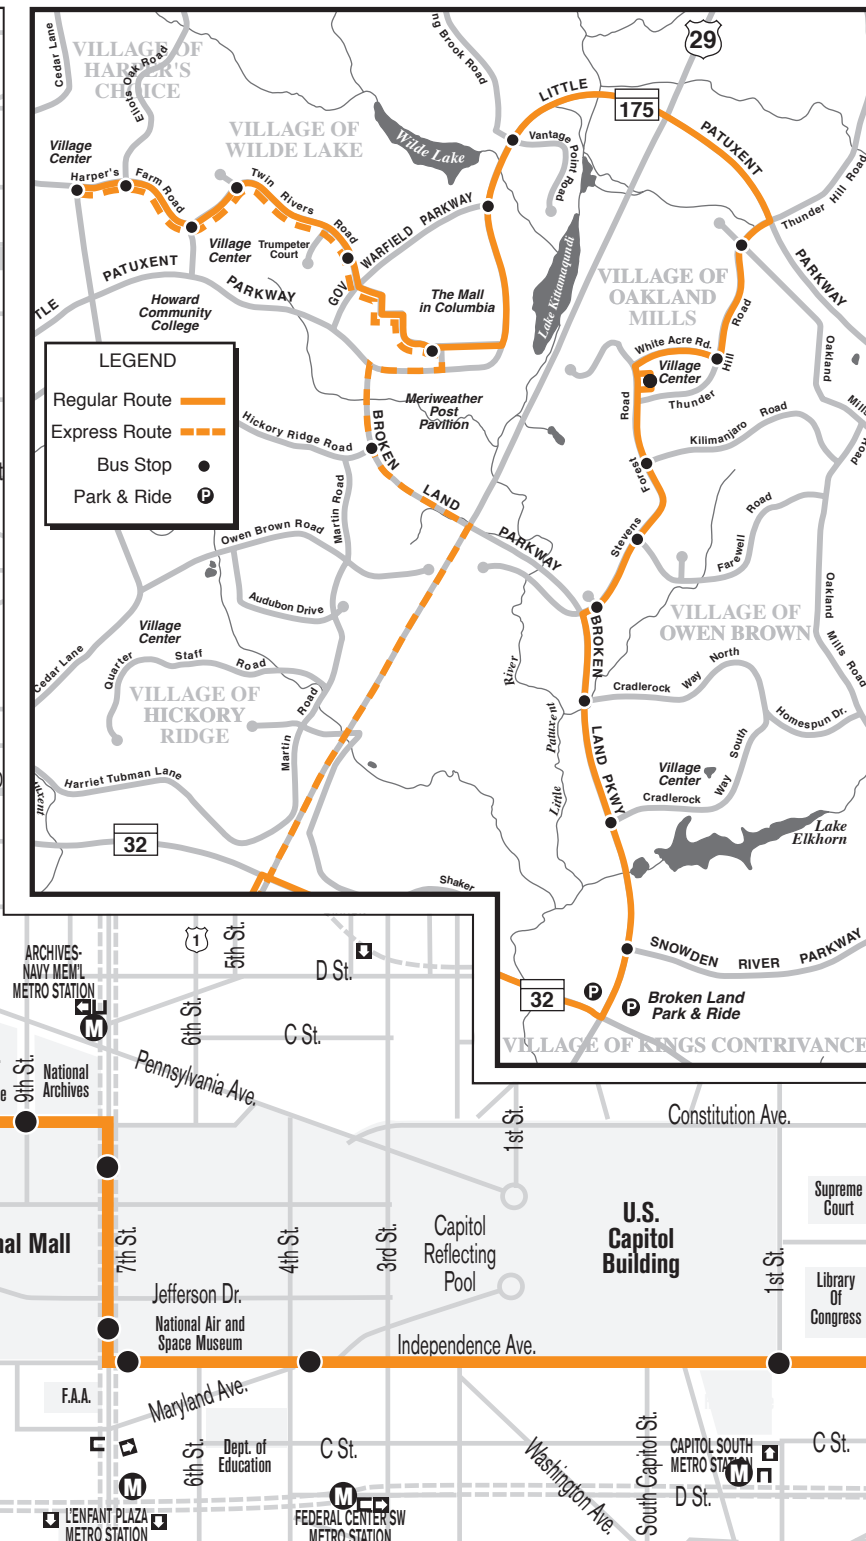 Cedar Lane
VILLAGE OF
HARPER'S
CHOICE
Eliots Oak Road
ng Brook Road
29
LITTLE
175
PATUXENT
VILLAGE OF
WILDE LAKE
Wilde Lake
Vantage
Point Road
Village
Center
Harper's
Farm Road
Twin
Rivers
Road
Thunder Hill Road
Village
Center
Trumpeter
Court
GOV
WARFIELD PARKWAY
Lake Kittamaqundi
PARKWAY
TLE
PATUXENT
PARKWAY
Howard
Community
College
The Mall
in Columbia
VILLAGE OF
OAKLAND
MILLS
White Acre Rd.
Village
Center
Road
Hill
Thunder
Road
Oakland
Mills
Road
LEGEND
Regular Route
Express Route
Bus Stop
Park & Ride
P
Meriweather
Post
Pavilion
Hickory Ridge Road
BROKEN
LAND
PARKWAY
Kilimanjaro Road
Forest
Stevens
Farewell
Road
Martin Road
Owen Brown Road
Audubon Drive
Village
Center
Cedar Lane
Quarter
Staff
Road
VILLAGE OF
HICKORY
RIDGE
Martin
Road
River
Patuxent
Little
VILLAGE OF
OWEN BROWN
Oakland
Mills Road
BROKEN
LAND PKWY
Cradlerock
Way
North
Homespun Dr.
Village
Center
Cradlerock
Way
South
Harriet Tubman Lane
uxent
32
Lake
Elkhorn
Shaker
SNOWDEN RIVER PARKWAY
32
P
P
Broken Land
Park & Ride
VILLAGE OF KINGS CONTRIVANCE
ARCHIVES-
NAVY MEM'L
METRO STATION
M
1
5th St.
D St.
6th St.
C St.
9th St.
National
Archives
e
Pennsylvania Ave.
1st St.
Constitution Ave.
Supreme
Court
nal Mall
7th St.
4th St.
3rd St.
Capitol
Reflecting
Pool
U.S.
Capitol
Building
1st St.
Library
Of
Congress
Jefferson Dr.
National Air and
Space Museum
Independence Ave.
F.A.A.
Maryland Ave.
6th St.
Dept. of
Education
C St.
Washington Ave.
South Capitol St.
CAPITOL SOUTH
METRO STATION
M
C St.
D St.
M
L'ENFANT PLAZA
METRO STATION
M
FEDERAL CENTER SW
METRO STATION